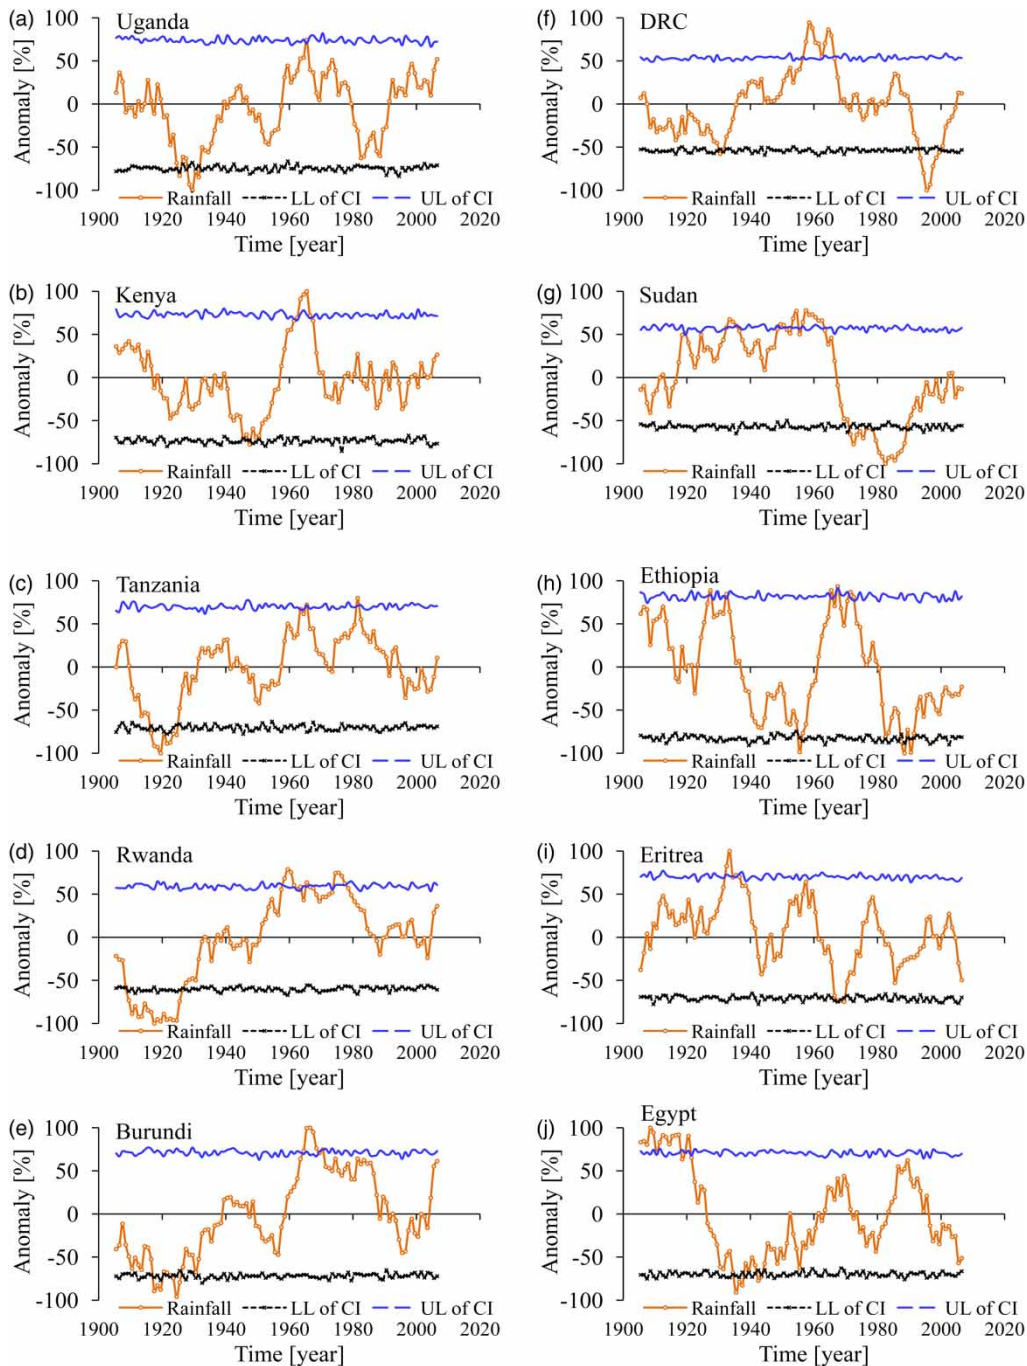 (a) Uganda
Anomaly [%]
100
50
0
-50
-100
Rainfall LL of CI UL of CI
1900 1920 1940 1960 1980 2000 2020
Time [year]
(f) DRC
Anomaly [%]
100
50
0
-50
-100
Rainfall LL of CI UL of CI
1900 1920 1940 1960 1980 2000 2020
Time [year]
(b) Kenya
Anomaly [%]
100
50
0
-50
-100
Rainfall LL of CI UL of CI
1900 1920 1940 1960 1980 2000 2020
Time [year]
(g) Sudan
Anomaly [%]
100
50
0
-50
-100
Rainfall LL of CI UL of CI
1900 1920 1940 1960 1980 2000 2020
Time [year]
(c) Tanzania
Anomaly [%]
100
50
0
-50
-100
Rainfall LL of CI UL of CI
1900 1920 1940 1960 1980 2000 2020
Time [year]
(h) Ethiopia
Anomaly [%]
100
50
0
-50
-100
Rainfall LL of CI UL of CI
1900 1920 1940 1960 1980 2000 2020
Time [year]
(d) Rwanda
Anomaly [%]
100
50
0
-50
-100
Rainfall LL of CI UL of CI
1900 1920 1940 1960 1980 2000 2020
Time [year]
(i) Eritrea
Anomaly [%]
100
50
0
-50
-100
Rainfall LL of CI UL of CI
1900 1920 1940 1960 1980 2000 2020
Time [year]
(e) Burundi
Anomaly [%]
100
50
0
-50
-100
Rainfall LL of CI UL of CI
1900 1920 1940 1960 1980 2000 2020
Time [year]
(j) Egypt
Anomaly [%]
100
50
0
-50
-100
Rainfall LL of CI UL of CI
1900 1920 1940 1960 1980 2000 2020
Time [year]